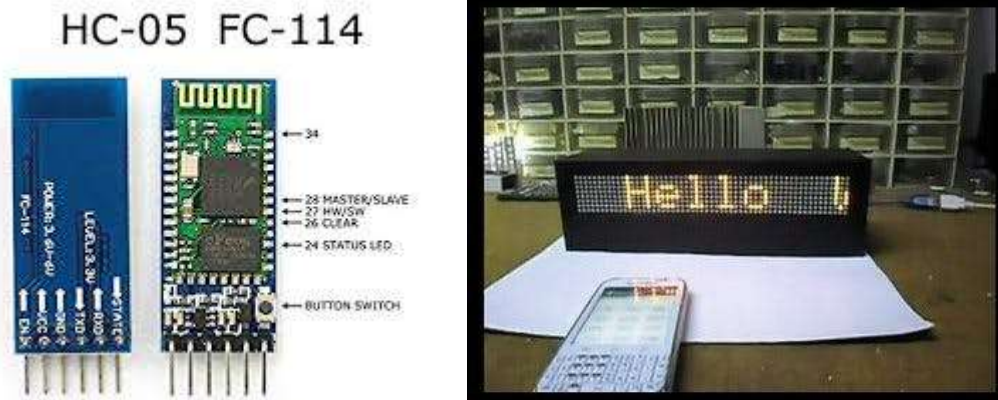 HC-05 FC-114
34
28 MASTER/SLAVE
27 HW/SW
26 CLEAR
24 STATUS LED
BUTTON SWITCH
FC-114
POWER:3.6V-6V
LEVEL:3.3V
EN
VCC
GND
TXD
RXD
STATE
Hello !